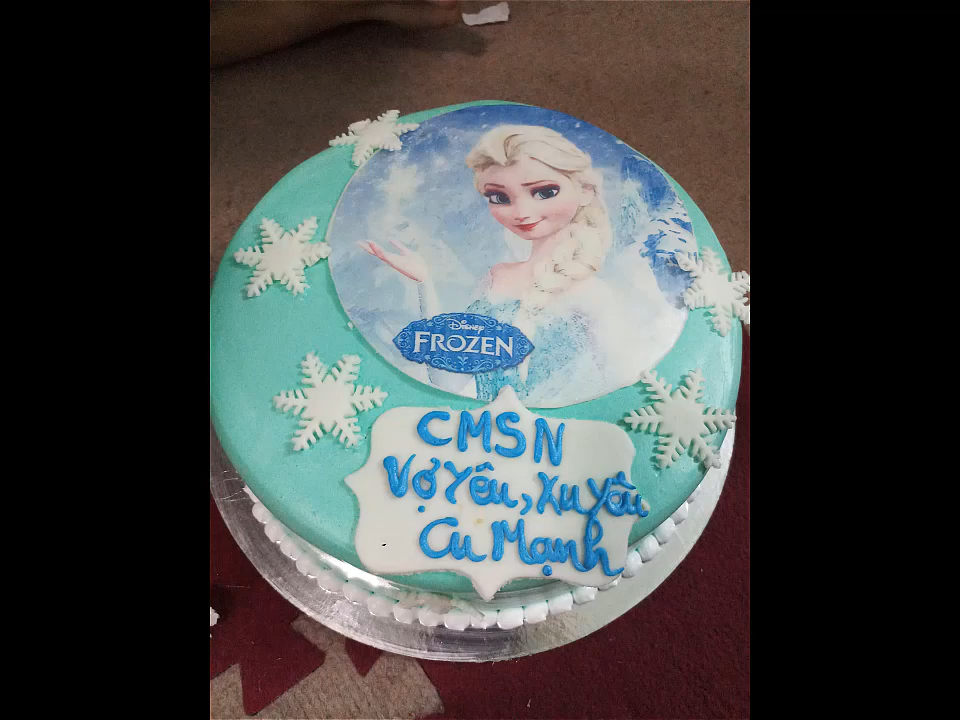 Disney
FROZEN
CMSN
Vợ Yêu, Xu Yêu
Cu Mạnh